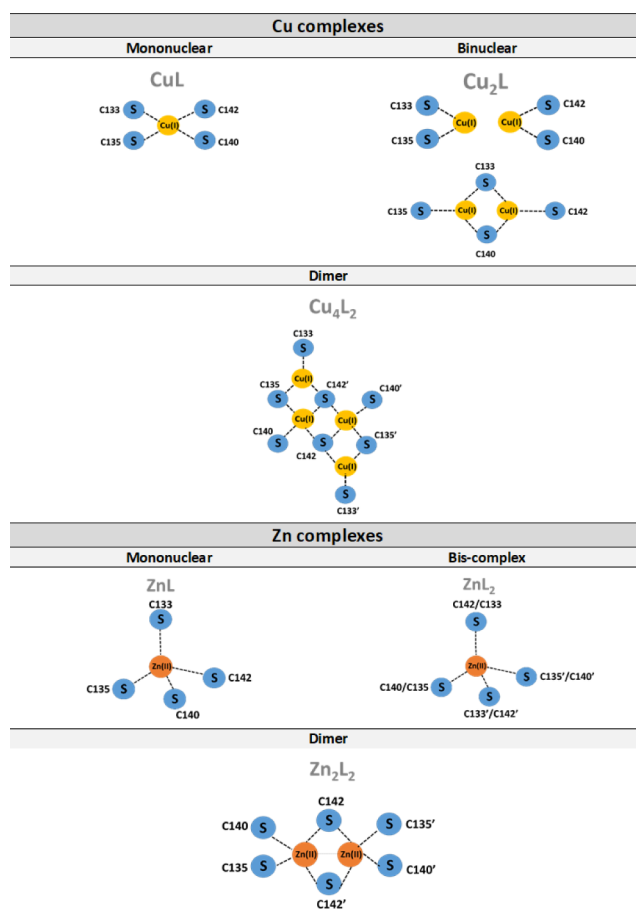 Cu complexes
Mononuclear Binuclear
CuL
C133 S S C142
Cu(I)
C135 S S C140
Cu₂L
C133 S S C142
Cu(I) Cu(I)
C135 S S C140
C133
S
C135 S Cu(I) Cu(I) S C142
S
C140
Dimer
Cu₄L₂
C133
S
Cu(I)
C135 C142′ C140′
S S S
Cu(I) Cu(I)
C140 C135′
S S S
C142
Cu(I)
S
C133′
Zn complexes
Mononuclear Bis-complex
ZnL
C133
S
Zn(II)
C135 S S C142
S
C140
ZnL₂
C142/C133
S
Zn(II)
C140/C135 S S C135′/C140′
S
C133′/C142′
Dimer
Zn₂L₂
C142
C140 S S S C135′
Zn(II) Zn(II)
C135 S S C140′
S
C142′